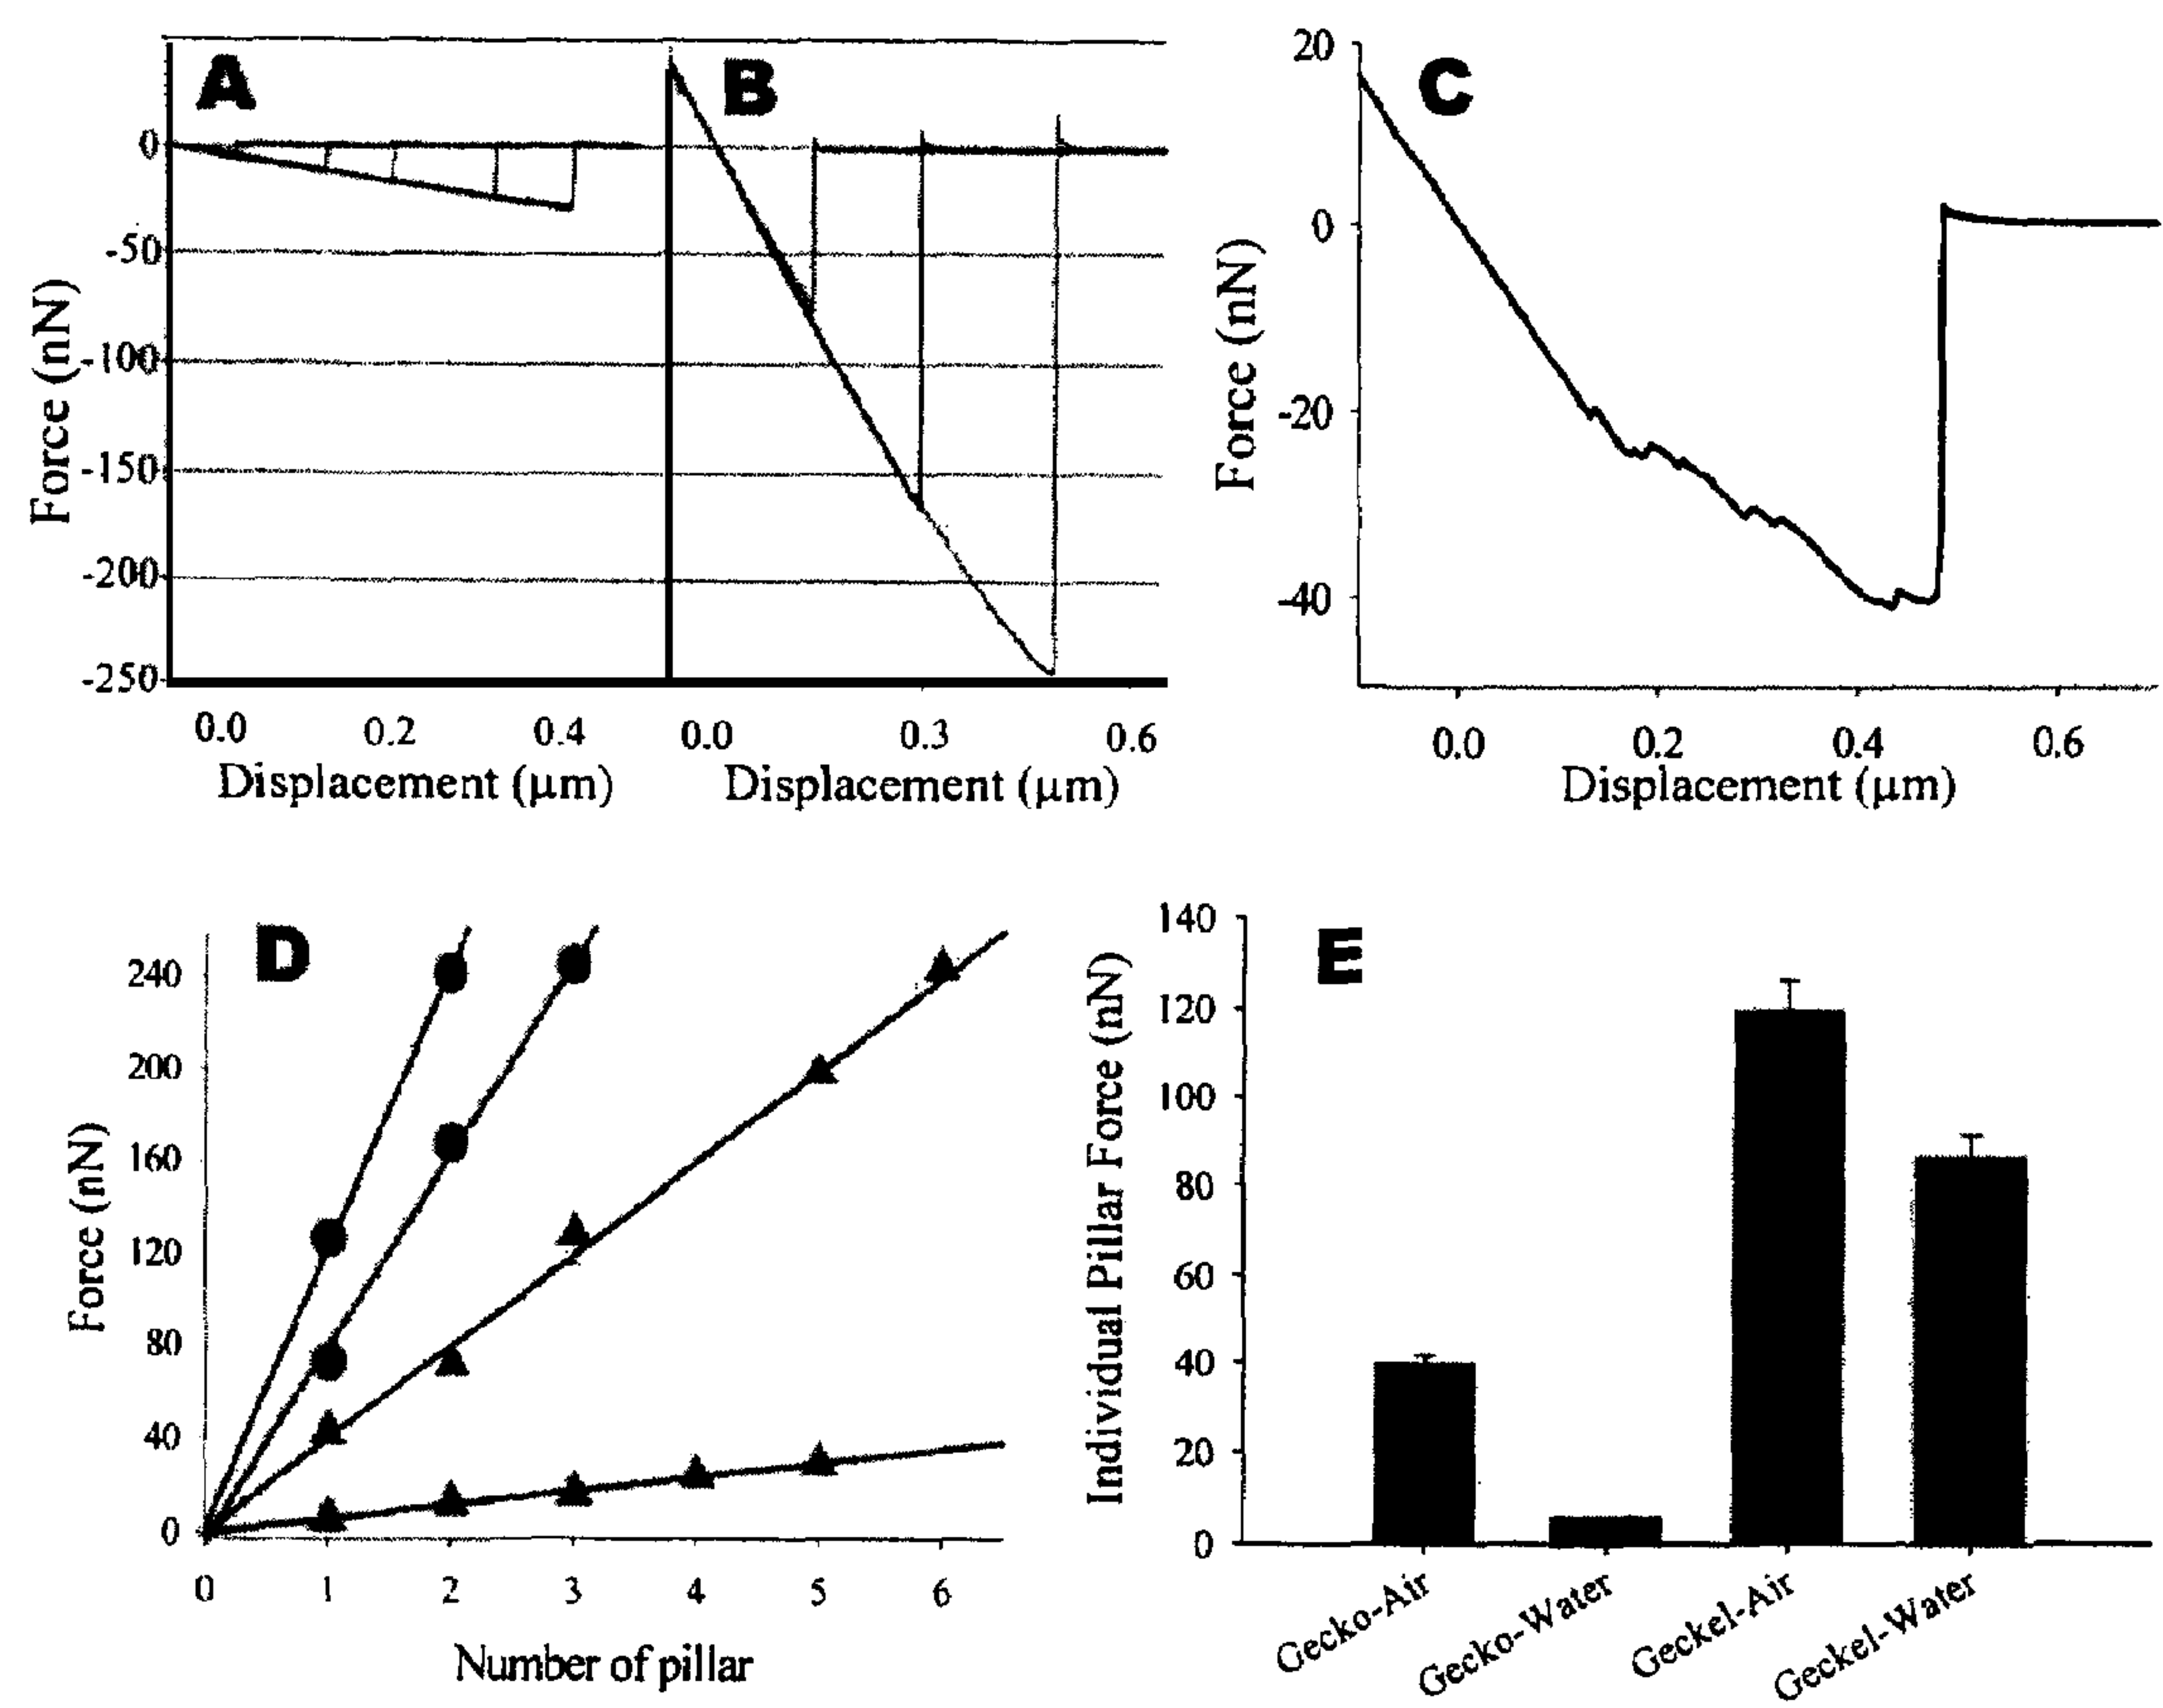 A
B
0
-50
-100
-150
-200
-250
Force (nN)
0.0 0.2 0.4 0.0 0.3 0.6
Displacement (μm) Displacement (μm)
C
20
0
-20
-40
Force (nN)
0.0 0.2 0.4 0.6
Displacement (μm)
D
240
200
160
120
80
40
0
Force (nN)
0 1 2 3 4 5 6
Number of pillar
E
140
120
100
80
60
40
20
0
Individual Pillar Force (nN)
Gecko-Air
Gecko-Water
Geckel-Air
Geckel-Water